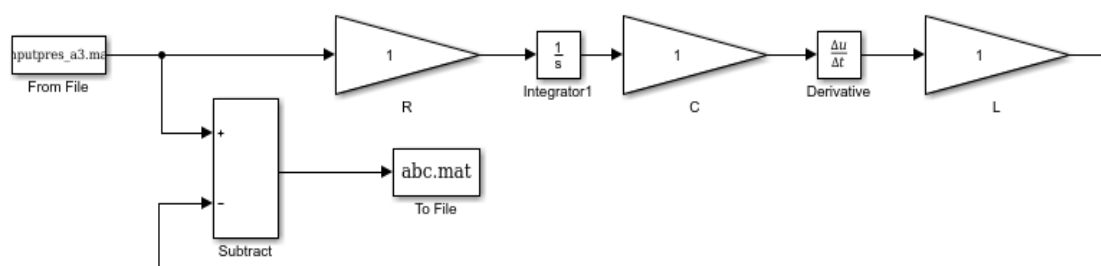 nputpres_a3.ma
From File
1
R
1
s
Integrator1
1
C
Δu
Δt
Derivative
1
L
+
−
Subtract
abc.mat
To File